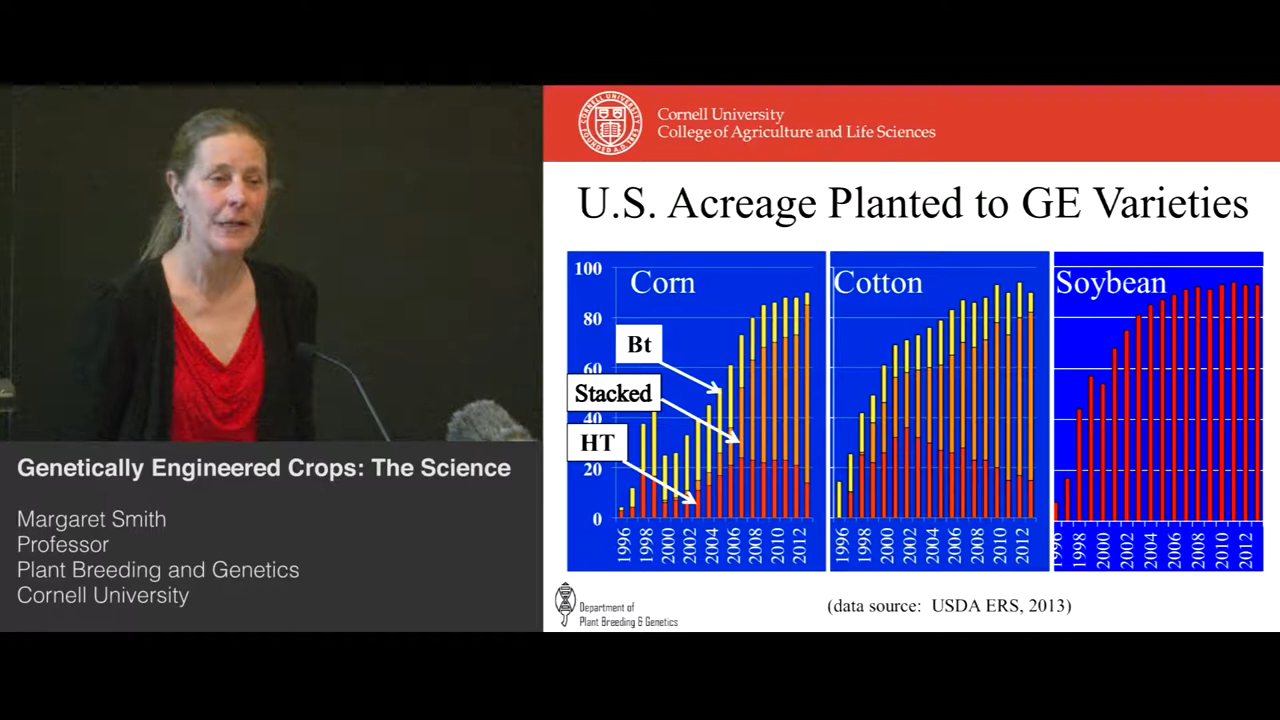 CORNELL UNIVERSITY
FOUNDED A.D. 1865
Cornell University
College of Agriculture and Life Sciences
U.S. Acreage Planted to GE Varieties
100
80
60
40
20
0
Corn
Bt
Stacked
HT
1996
1998
2000
2002
2004
2006
2008
2010
2012
Cotton
1996
1998
2000
2002
2004
2006
2008
2010
2012
Soybean
1996
1998
2000
2002
2004
2006
2008
2010
2012
Department of
Plant Breeding & Genetics
(data source: USDA ERS, 2013)
Genetically Engineered Crops: The Science
Margaret Smith
Professor
Plant Breeding and Genetics
Cornell University